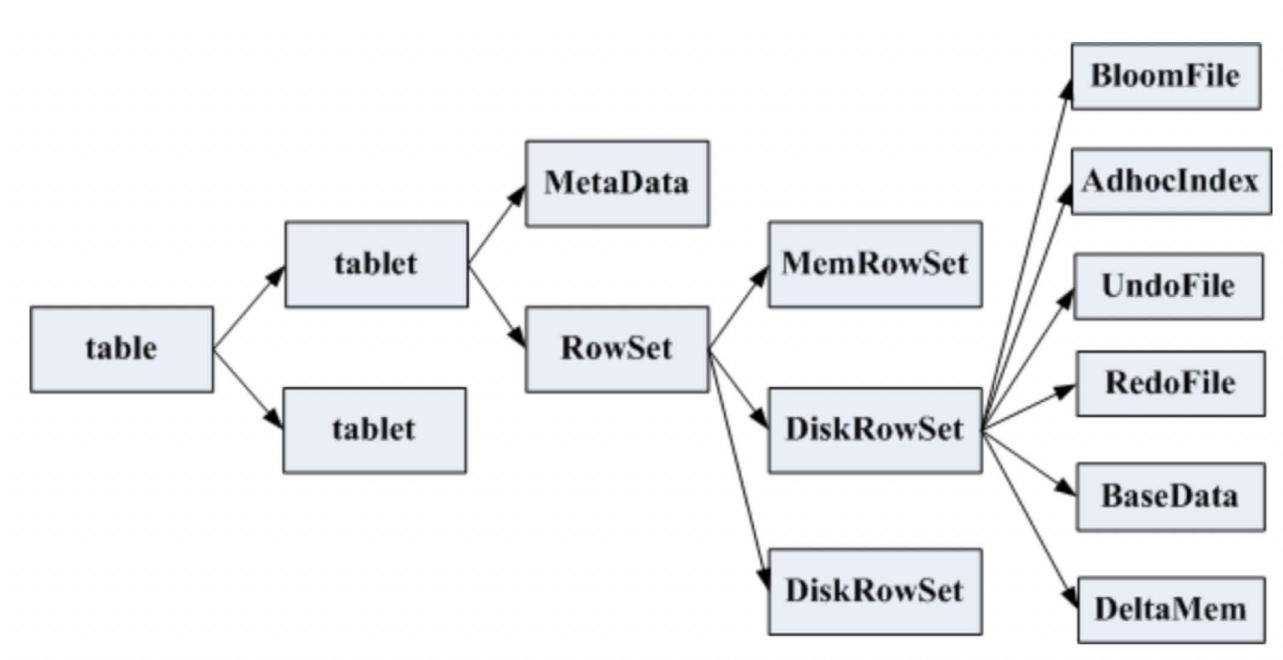 table
tablet
tablet
MetaData
RowSet
MemRowSet
DiskRowSet
DiskRowSet
BloomFile
AdhocIndex
UndoFile
RedoFile
BaseData
DeltaMem